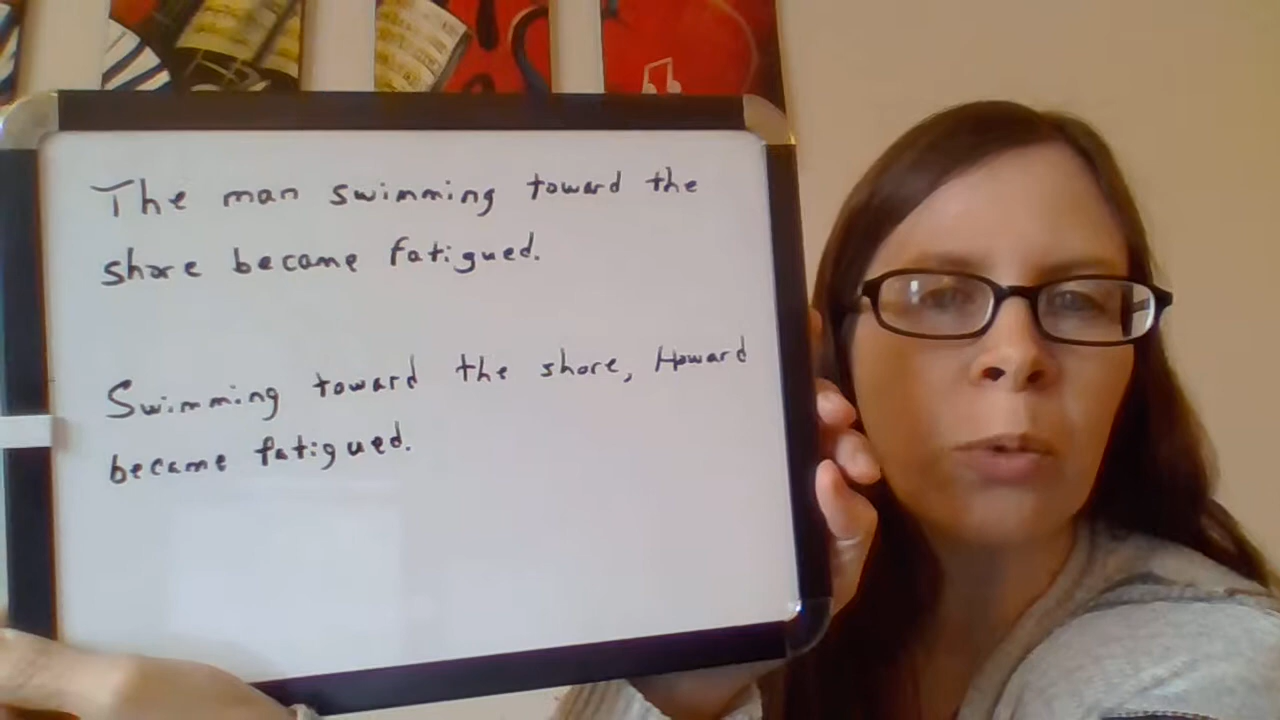 The man swimming toward the
shore became fatigued.
Swimming toward the shore, Howard
became fatigued.